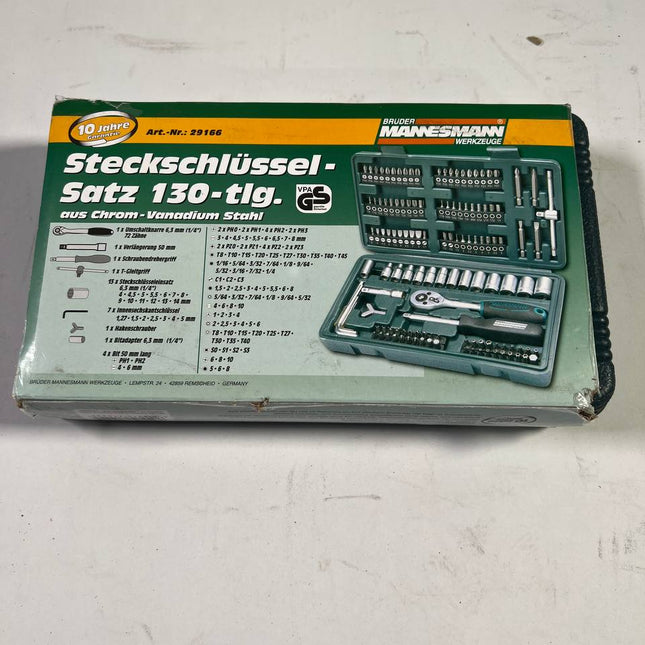 10 Jahre
Garantie
Art.-Nr.: 29166
BRÜDER
MANNESMANN®
WERKZEUGE
Steckschlüssel-
Satz 130-tlg.
aus Chrom-Vanadium Stahl
VPA GS
1 x Umschaltknarre 6,3 mm (1/4")
72 Zähne
1 x Verlängerung 50 mm
1 x Schraubendrehergriff
1 x T-Gleitgriff
13 x Steckschlüsseleinsatz
6,3 mm (1/4")
4 • 4,5 • 5 • 5,5 • 6 • 7 • 8 •
9 • 10 • 11 • 12 • 13 • 14 mm
7 x Innensechskantschlüssel
1,27 • 1,5 • 2 • 2,5 • 3 • 4 • 5 mm
1 x Hakenschrauber
1 x Bitadapter 6,3 mm (1/4")
4 x Bit 50 mm lang
PH1 • PH2
4 • 6 mm
2 x PH0 • 2 x PH1 • 4 x PH2 • 2 x PH3
3 • 4 • 4,5 • 5 • 5,5 • 6 • 6,5 • 7 • 8 mm
2 x PZ0 • 2 x PZ1 • 4 x PZ2 • 2 x PZ3
T8 • T10 • T15 • T20 • T25 • T27 • T30 • T35 • T40 • T45
1/16 • 5/64 • 3/32 • 7/64 • 1/8 • 9/64 •
5/32 • 3/16 • 7/32 • 1/4
C1 • C2 • C3
1,5 • 2 • 2,5 • 3 • 4 • 5 • 5,5 • 6 • 8
5/64 • 3/32 • 7/64 • 1/8 • 9/64 • 5/32
4 • 6 • 8 • 10
1 • 2 • 3 • 4
2 • 2,5 • 3 • 4 • 5 • 6
T8 • T10 • T15 • T20 • T25 • T27 •
T30 • T35 • T40
S0 • S1 • S2 • S3
6 • 8 • 10
5 • 6 • 8
BRÜDER MANNESMANN WERKZEUGE • LEMPSTR. 24 • 42859 REMSCHEID • GERMANY